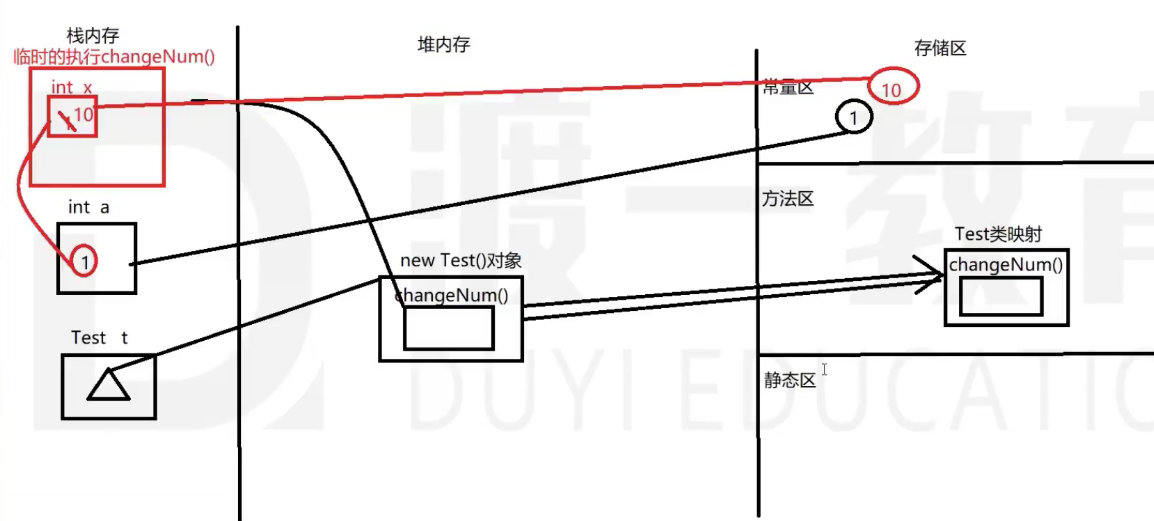 栈内存
临时的执行changeNum()
int x
1 10
int a
1
Test t
堆内存
new Test()对象
changeNum()
存储区
常量区
10
1
方法区
Test类映射
changeNum()
静态区
渡一教育
DUYI EDUCATIO